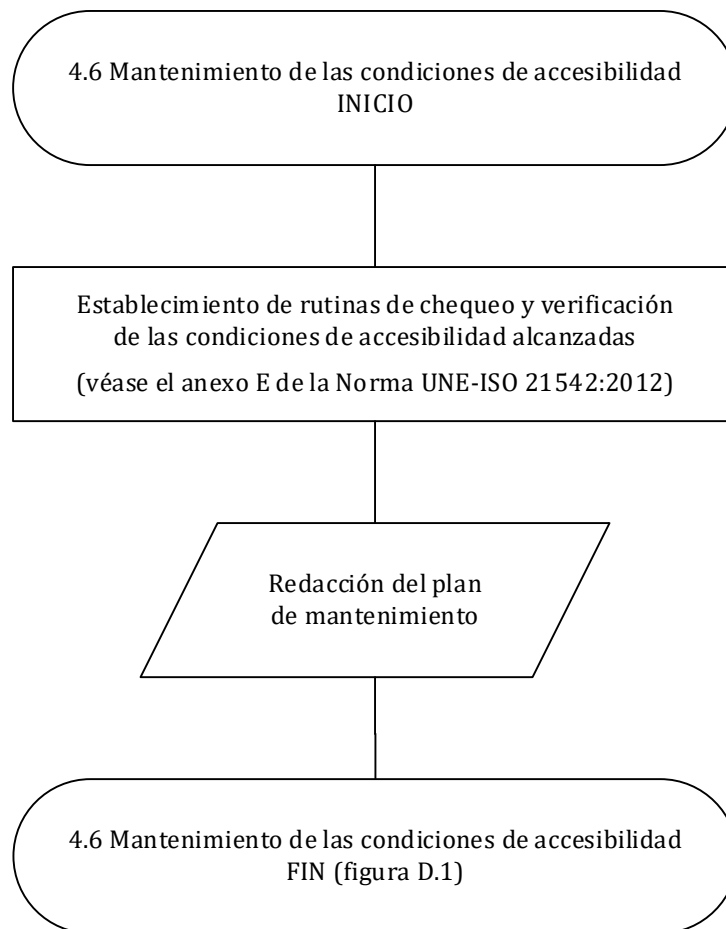 4.6 Mantenimiento de las condiciones de accesibilidad
INICIO
Establecimiento de rutinas de chequeo y verificación
de las condiciones de accesibilidad alcanzadas
(véase el anexo E de la Norma UNE-ISO 21542:2012)
Redacción del plan
de mantenimiento
4.6 Mantenimiento de las condiciones de accesibilidad
FIN (figura D.1)